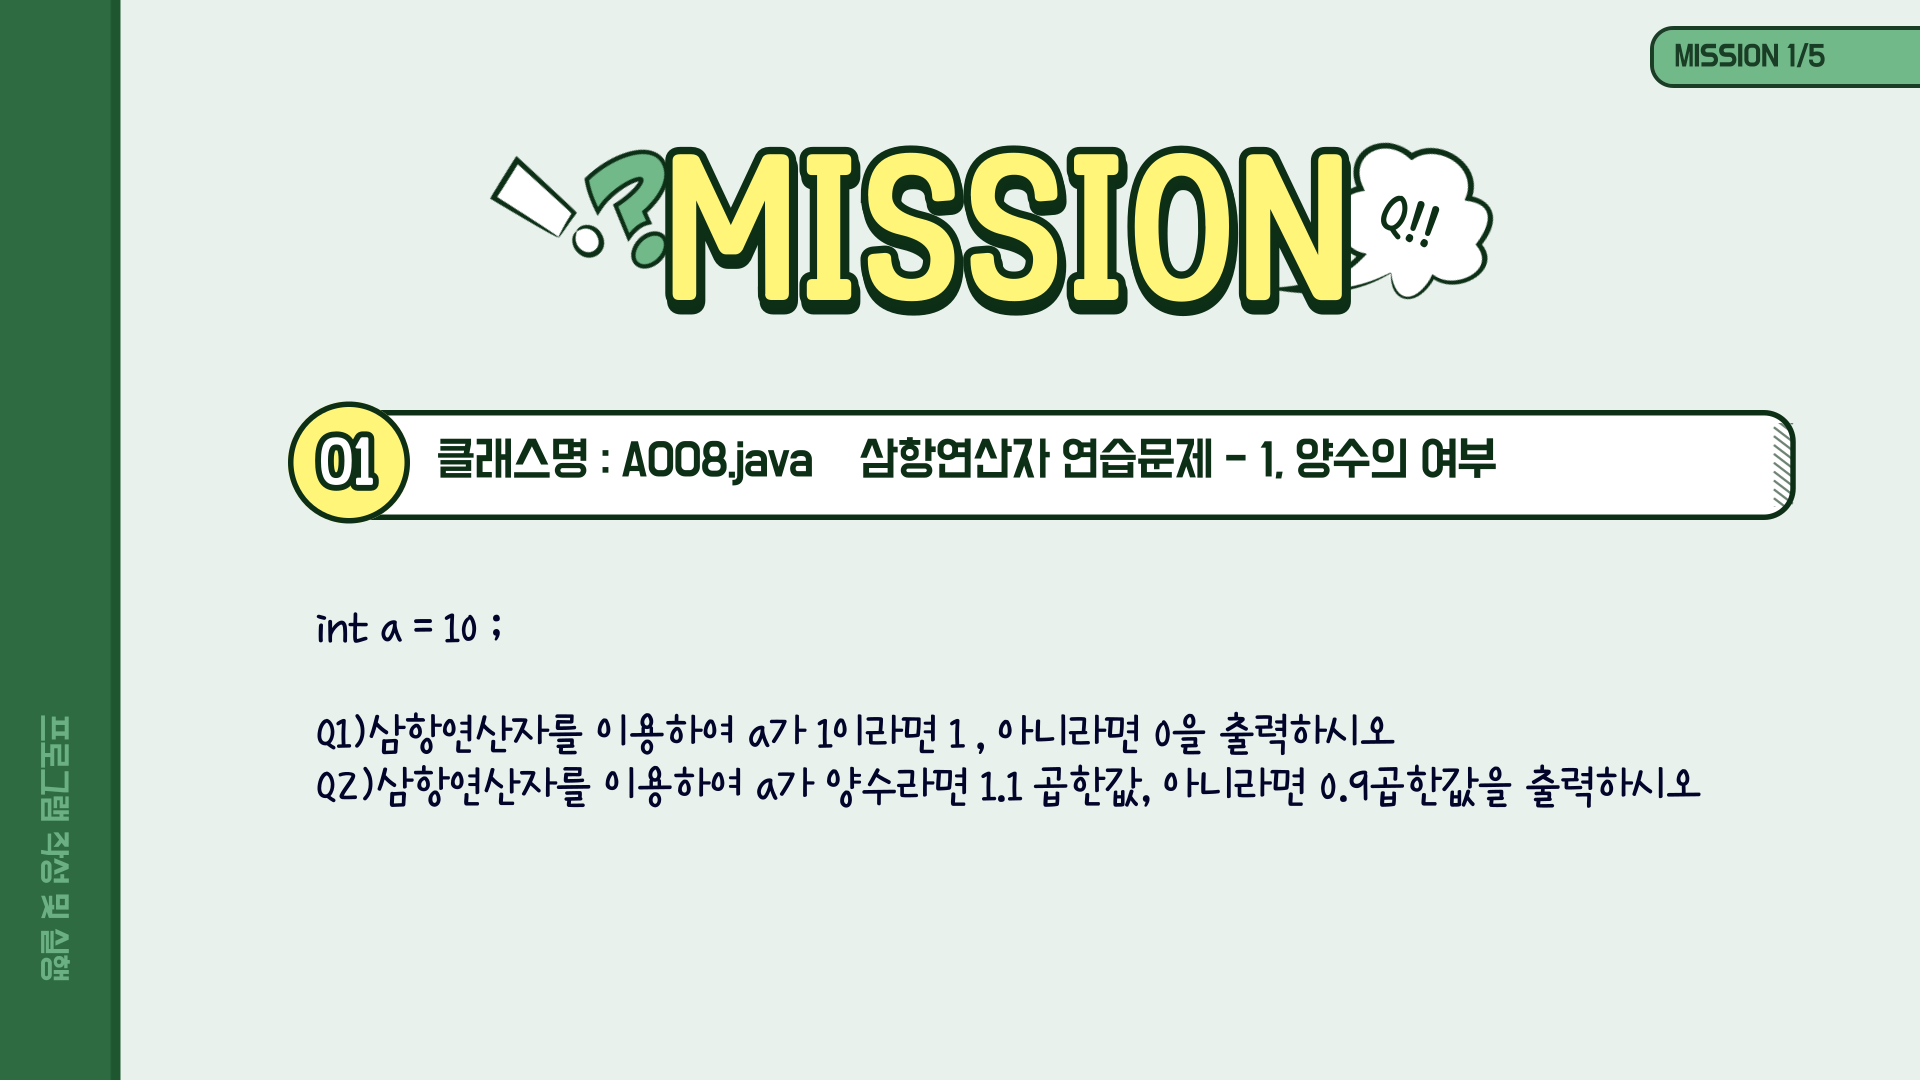 MISSION 1/5
!?MISSION
Q!!
01 클래스명 : A008.java 삼항연산자 연습문제 - 1. 양수의 여부
int a = 10 ;
Q1)삼항연산자를 이용하여 a가 1이라면 1 , 아니라면 0을 출력하시오
Q2)삼항연산자를 이용하여 a가 양수라면 1.1 곱한값, 아니라면 0.9곱한값을 출력하시오
프로그램 작성 및 실행